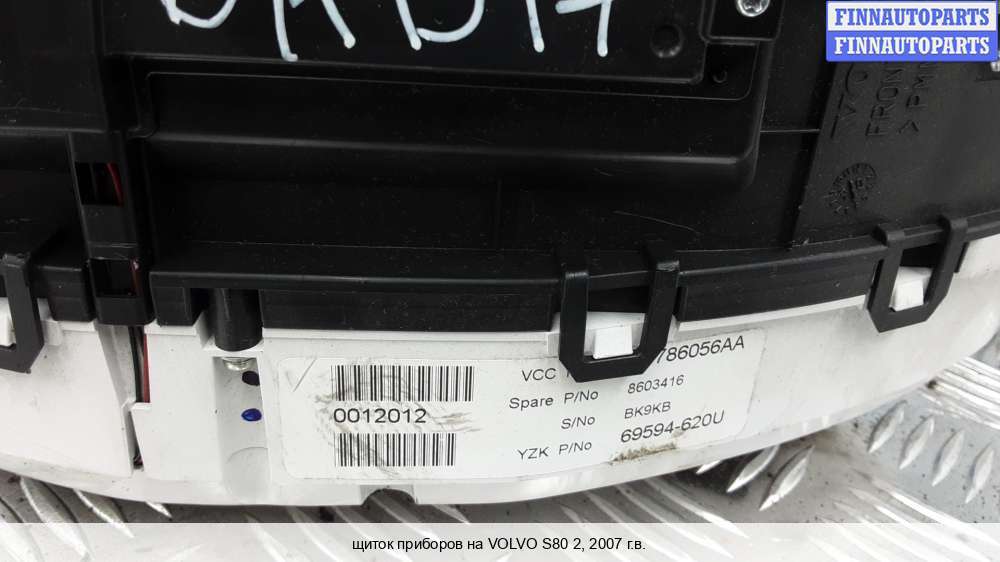 FINNAUTOPARTS
FINNAUTOPARTS
VCC
786056AA
Spare P/No 8603416
S/No BK9KB
YZK P/No 69594-620U
0012012
щиток приборов на VOLVO S80 2, 2007 г.в.